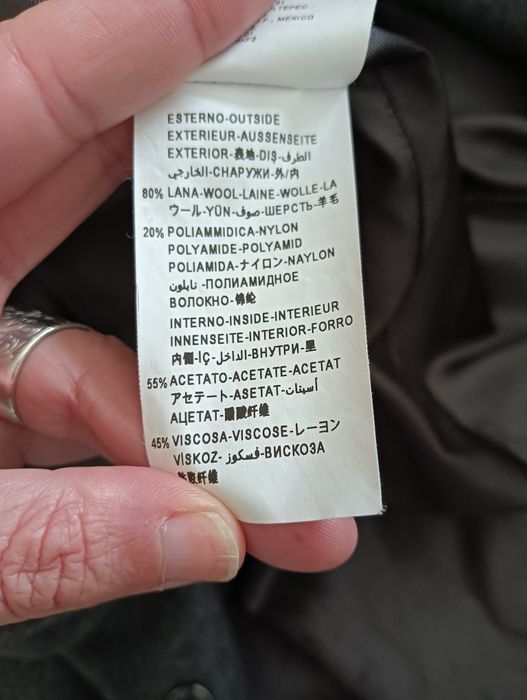 MEXICO
ESTERNO-OUTSIDE
EXTERIEUR-AUSSENSEITE
EXTERIOR-表地-DIŞ-الطرف
الخارجي-СНАРУЖИ-外/内
80% LANA-WOOL-LAINE-WOLLE-LA
ウール-YÜN-صوف-ШЕРСТЬ-羊毛
20% POLIAMMIDICA-NYLON
POLYAMIDE-POLYAMID
POLIAMIDA-ナイロン-NAYLON
نايلون-ПОЛИАМИДНОЕ
ВОЛОКНО-锦纶
INTERNO-INSIDE-INTERIEUR
INNENSEITE-INTERIOR-FORRO
内側-İÇ-الداخل-ВНУТРИ-里
55% ACETATO-ACETATE-ACETAT
アセテート-ASETAT-أسيتات
АЦЕТАТ-醋酸纤维
45% VISCOSA-VISCOSE-レーヨン
VİSKOZ-فسكوز-ВИСКОЗА
纤维